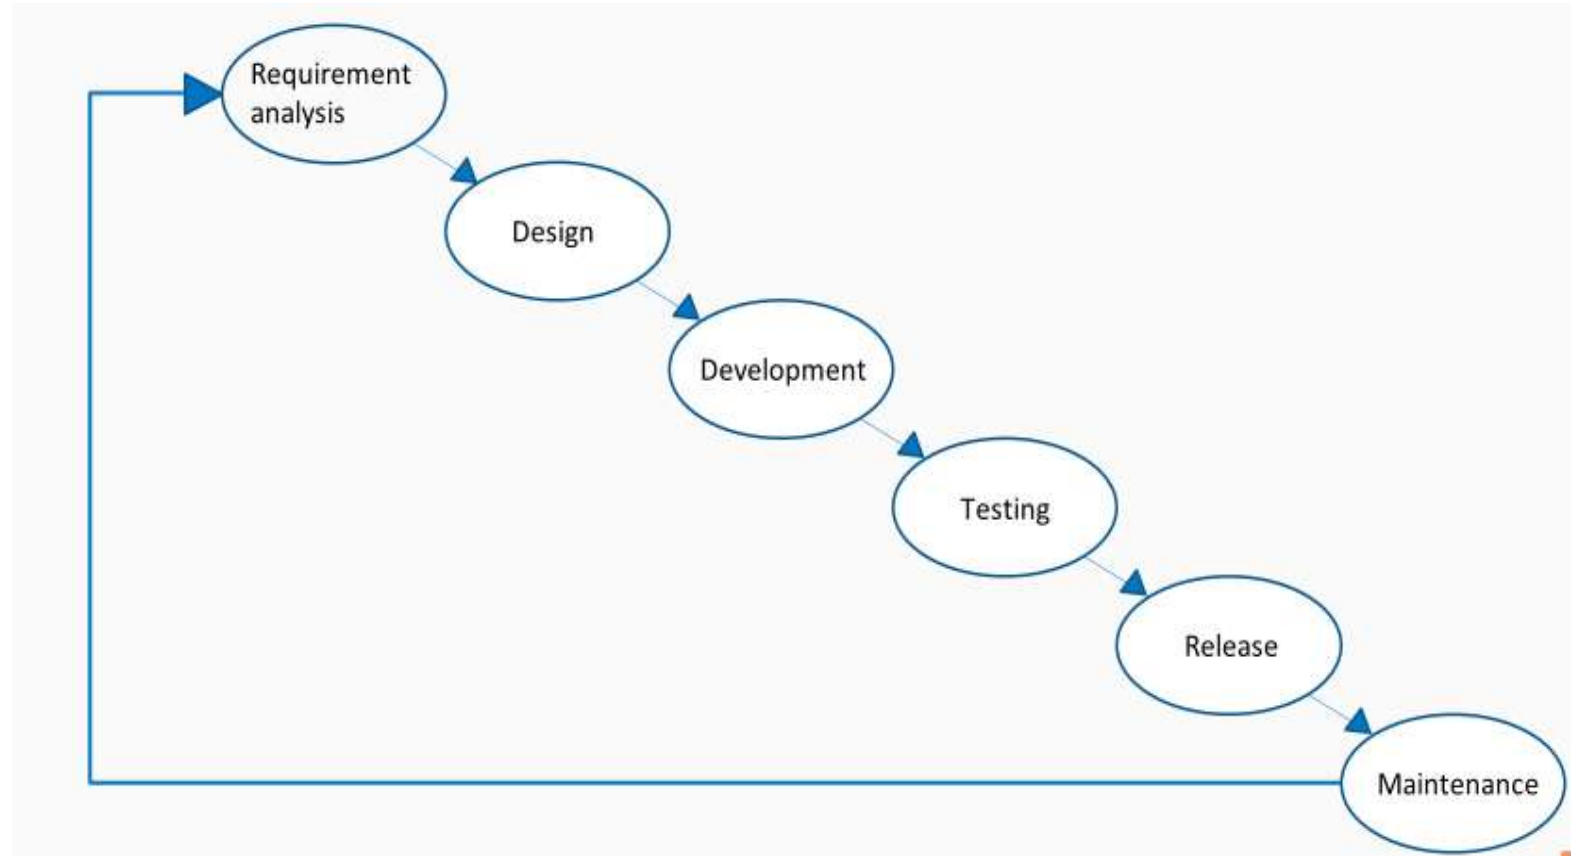 Requirement
analysis
Design
Development
Testing
Release
Maintenance